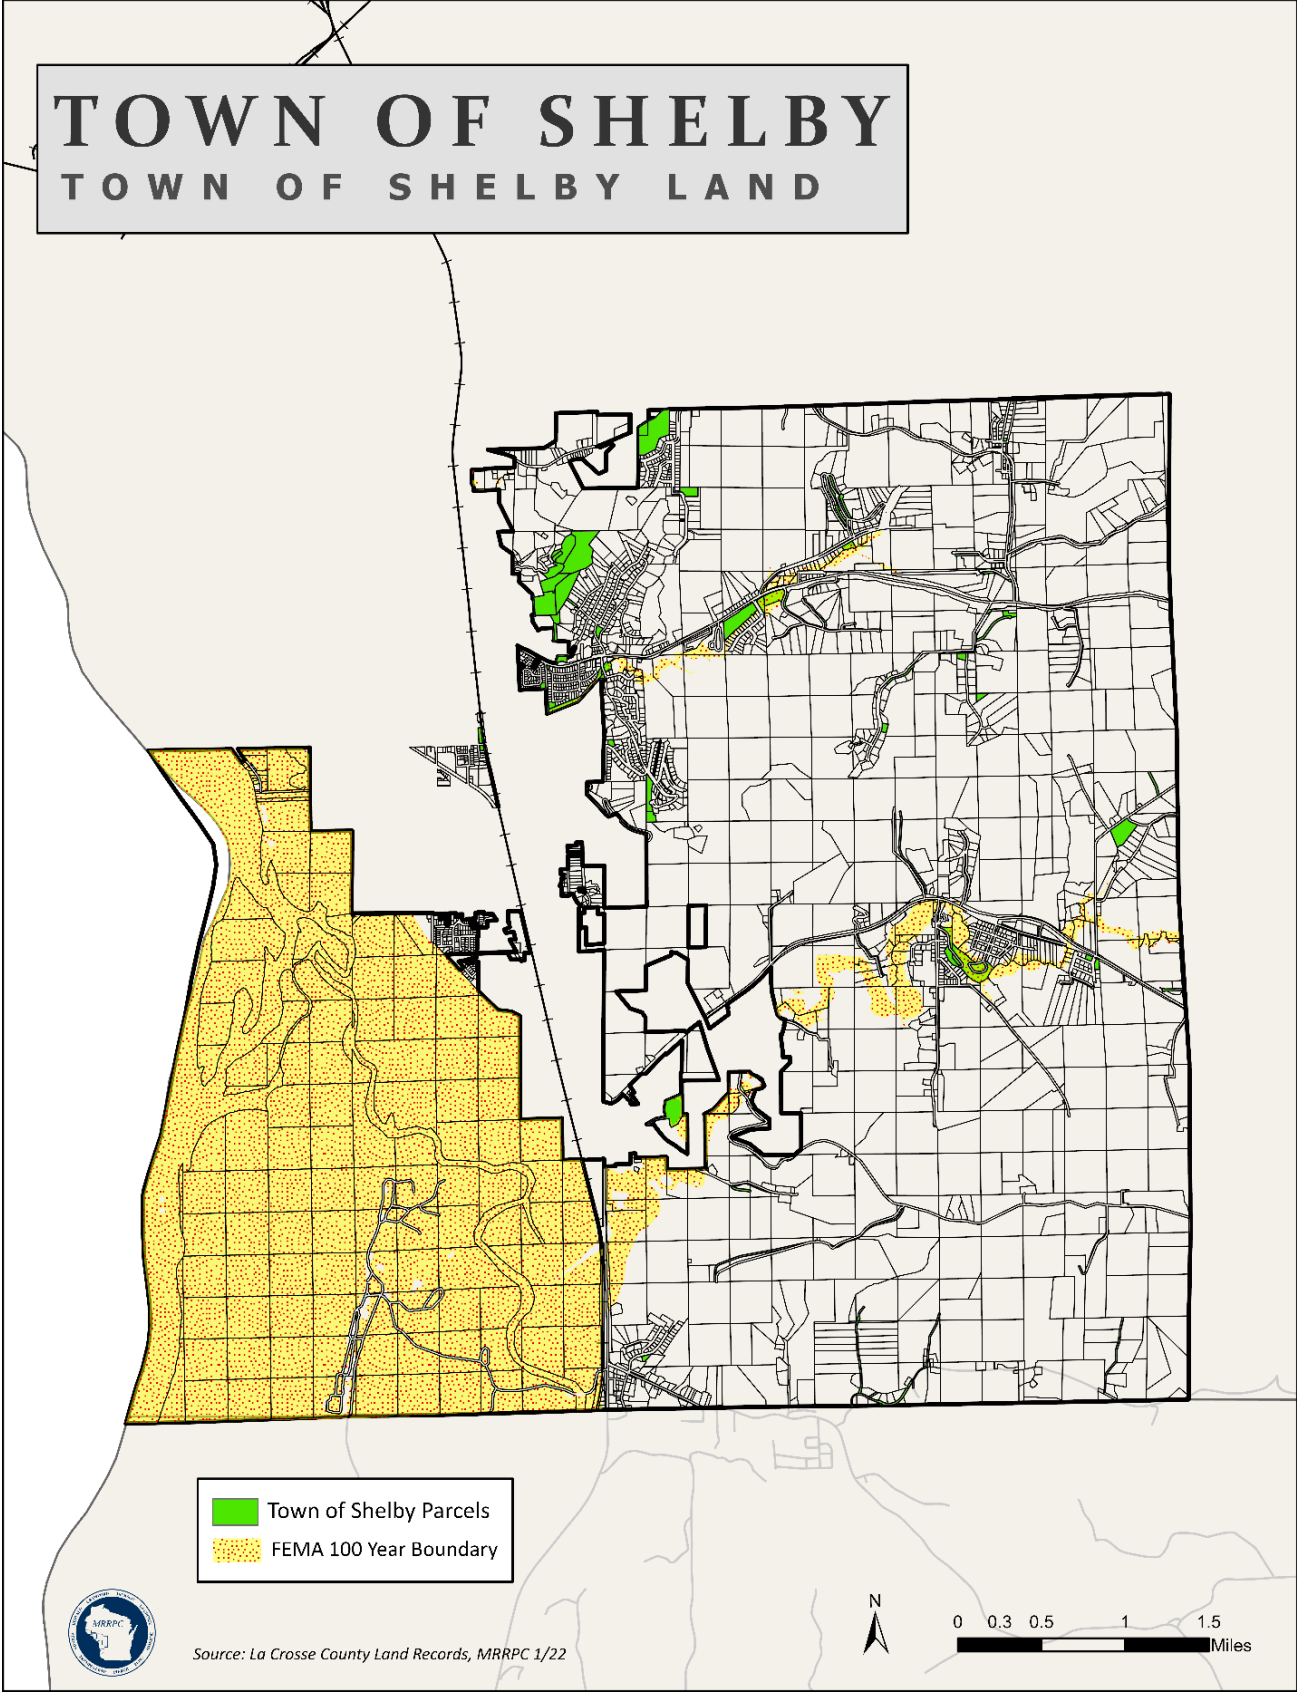 TOWN OF SHELBY
TOWN OF SHELBY LAND
Town of Shelby Parcels
FEMA 100 Year Boundary
MRRPC
Source: La Crosse County Land Records, MRRPC 1/22
N
0 0.3 0.5 1 1.5
Miles